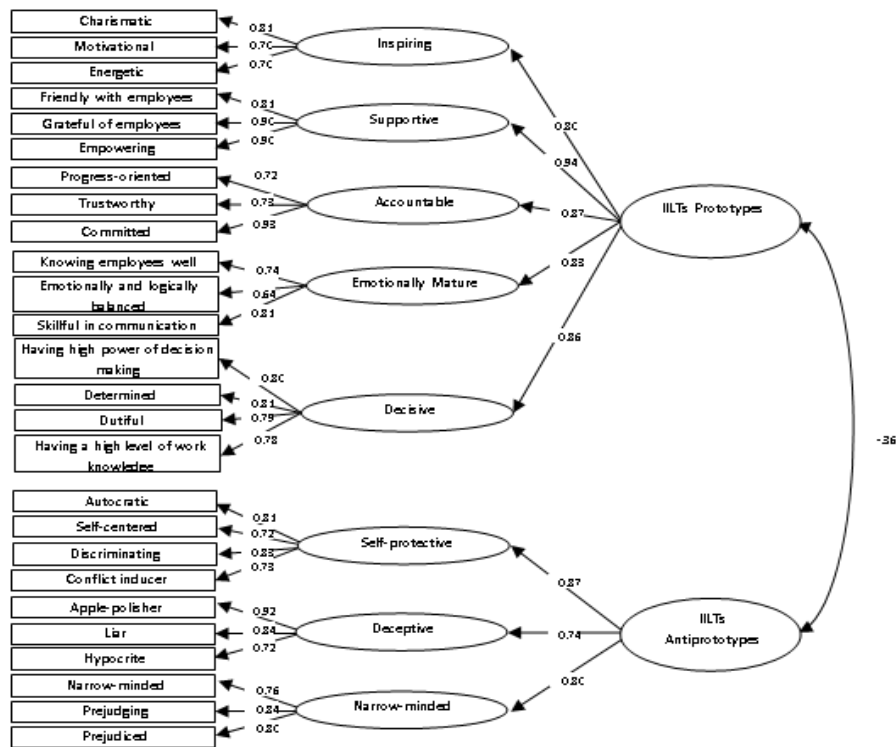 Charismatic
0.81
Motivational
0.70
Inspiring
Energetic
0.70
Friendly with employees
0.81
Grateful of employees
0.90
Supportive
Empowering
0.90
0.80
0.94
Progress-oriented
0.72
Trustworthy
0.73
Accountable
0.87
IILTs Prototypes
Committed
0.93
Knowing employees well
0.74
Emotionally and logically
balanced
0.64
Emotionally Mature
0.83
Skillful in communication
0.81
Having high power of decision
making
0.80
0.86
Determined
0.81
Dutiful
0.79
Decisive
Having a high level of work
knowledge
0.78
-36
Autocratic
0.81
Self-centered
0.72
Discriminating
0.83
Self-protective
Conflict inducer
0.73
0.87
Apple-polisher
0.92
Liar
0.84
Deceptive
0.74
IILTs
Antiprototypes
Hypocrite
0.72
Narrow-minded
0.76
Prejudging
0.84
Narrow-minded
0.80
Prejudiced
0.80